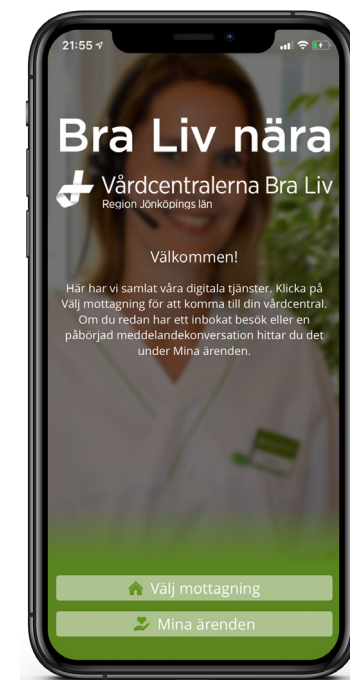 21:55
Bra Liv nära
Vårdcentralerna Bra Liv
Region Jönköpings län
Välkommen!
Här har vi samlat våra digitala tjänster. Klicka på
Välj mottagning för att komma till din vårdcentral.
Om du redan har ett inbokat besök eller en
påbörjad meddelandekonversation hittar du det
under Mina ärenden.
Välj mottagning
Mina ärenden